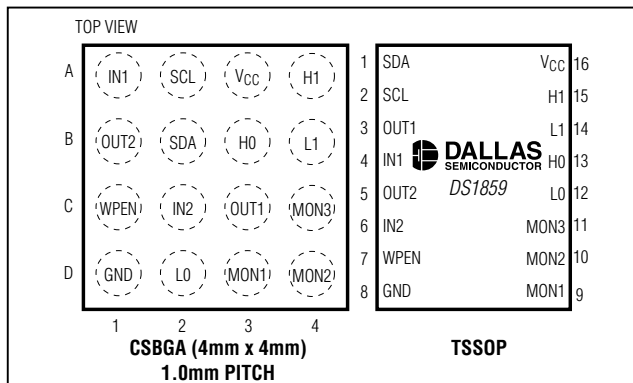 TOP VIEW
A IN1 SCL VCC H1
B OUT2 SDA H0 L1
C WPEN IN2 OUT1 MON3
D GND L0 MON1 MON2
1 2 3 4
CSBGA (4mm x 4mm)
1.0mm PITCH
1 SDA VCC 16
2 SCL H1 15
3 OUT1 L1 14
4 IN1 H0 13
5 OUT2 L0 12
6 IN2 MON3 11
7 WPEN MON2 10
8 GND MON1 9
DALLAS
SEMICONDUCTOR
DS1859
TSSOP